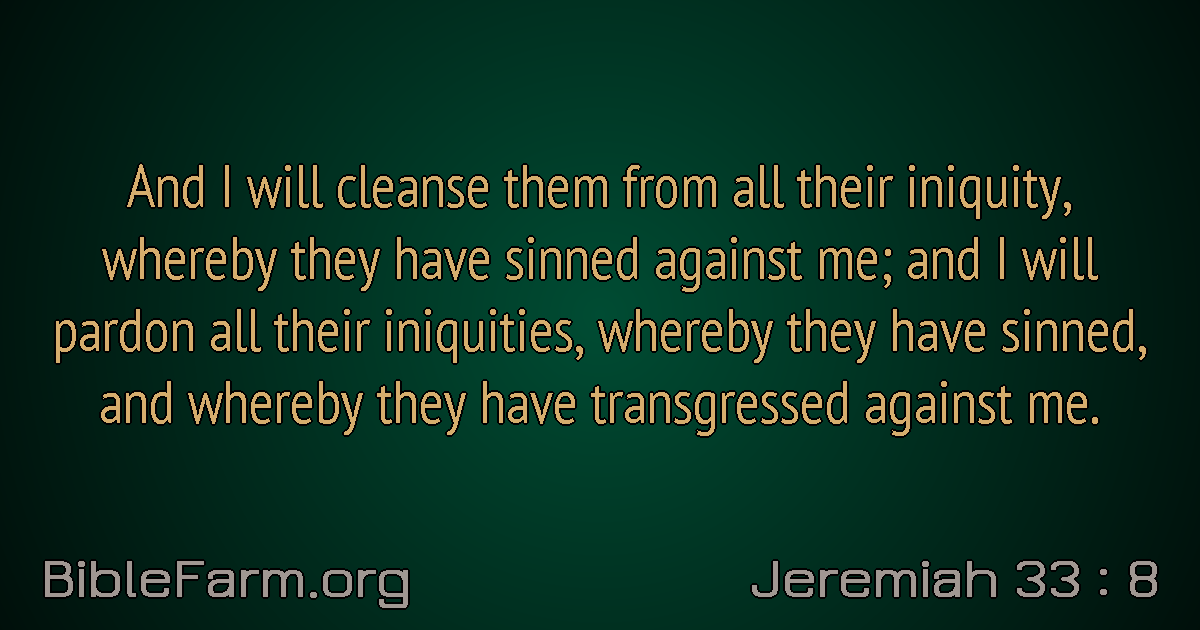 And I will cleanse them from all their iniquity,
whereby they have sinned against me; and I will
pardon all their iniquities, whereby they have sinned,
and whereby they have transgressed against me.
BibleFarm.org
Jeremiah 33 : 8